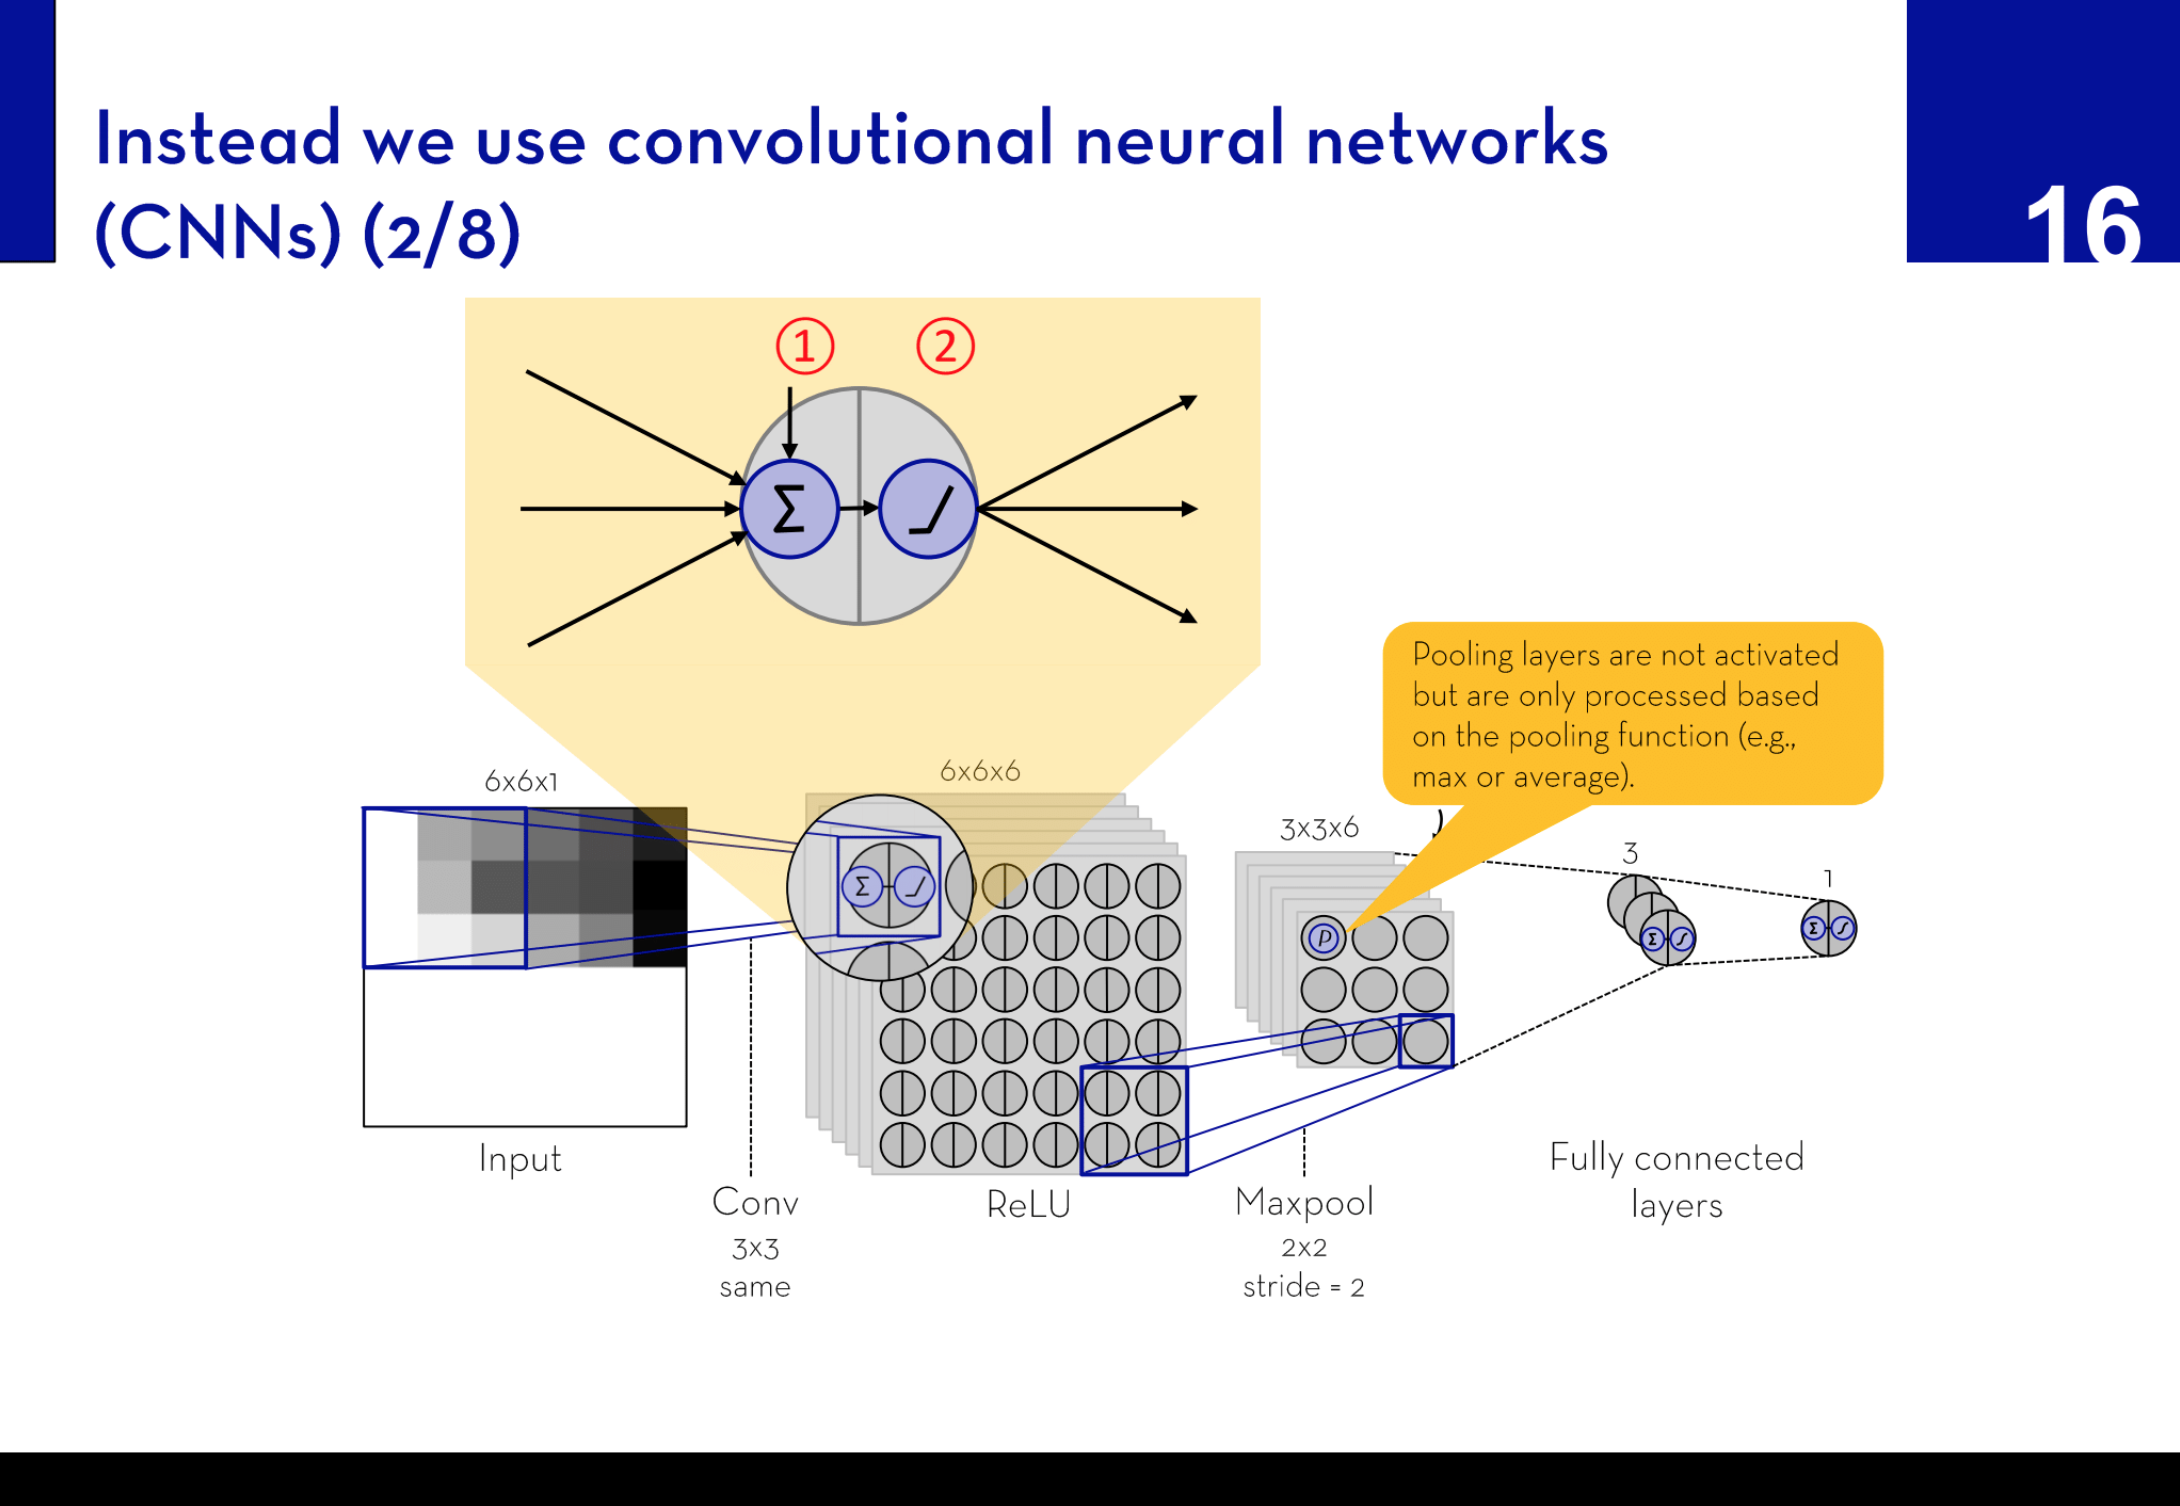 Instead we use convolutional neural networks
(CNNs) (2/8)
16
① ②
Σ
Pooling layers are not activated
but are only processed based
on the pooling function (e.g.,
max or average).
6x6x1
6x6x6
3x3x6
3
1
Σ
P
Σ
Σ
Input
Conv
3x3
same
ReLU
Maxpool
2x2
stride = 2
Fully connected
layers